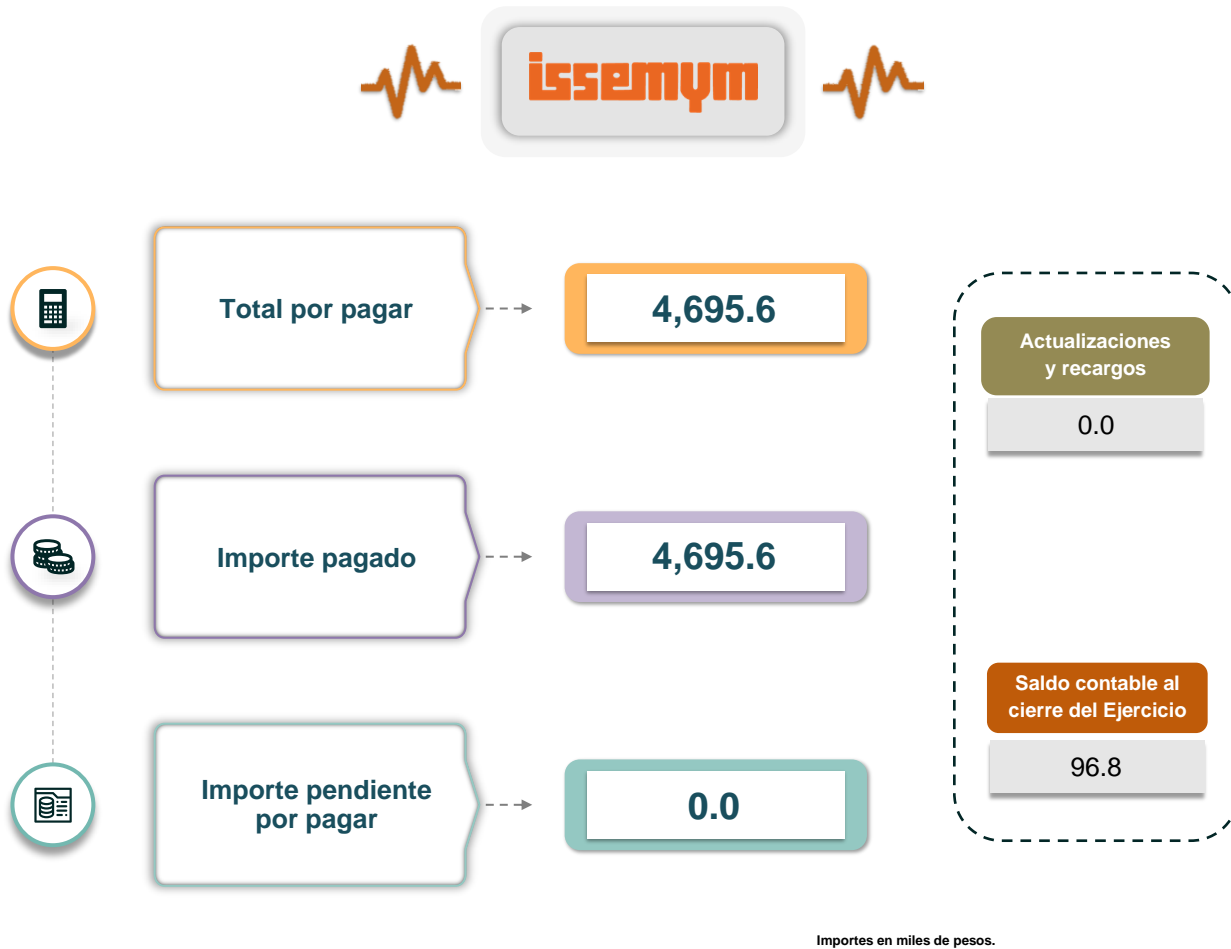 issemym
Total por pagar
4,695.6
Importe pagado
4,695.6
Importe pendiente
por pagar
0.0
Actualizaciones
y recargos
0.0
Saldo contable al
cierre del Ejercicio
96.8
Importes en miles de pesos.